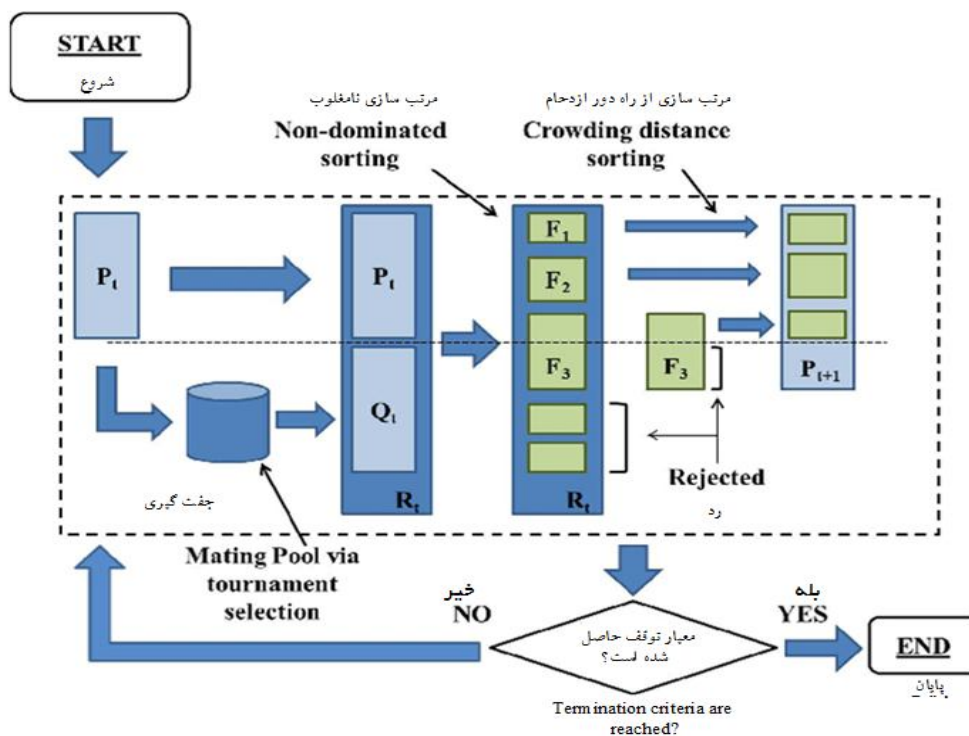 START
شروع
مرتب سازی نامغلوب
Non-dominated
sorting
مرتب سازی از راه دور ازدحام
Crowding distance
sorting
Pt
Pt
Qt
Rt
F1
F2
F3
Rt
F3
Pt+1
Rejected
رد
جفت گیری
Mating Pool via
tournament
selection
خیر
NO
بله
YES
معیار توقف حاصل
شده است؟
Termination criteria are
reached?
END
پایان